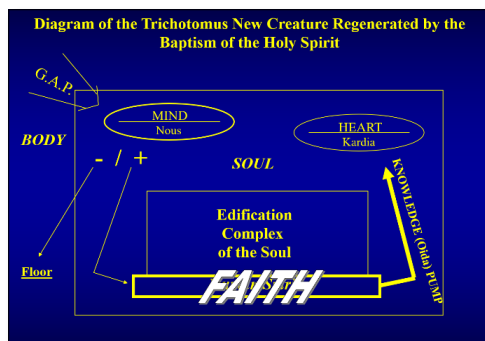 Diagram of the Trichotomus New Creature Regenerated by the
Baptism of the Holy Spirit
G.A.P.
MIND
Nous
HEART
Kardia
BODY
- / +
SOUL
KNOWLEDGE (Oida) PUMP
Edification
Complex
of the Soul
Floor
FAITH